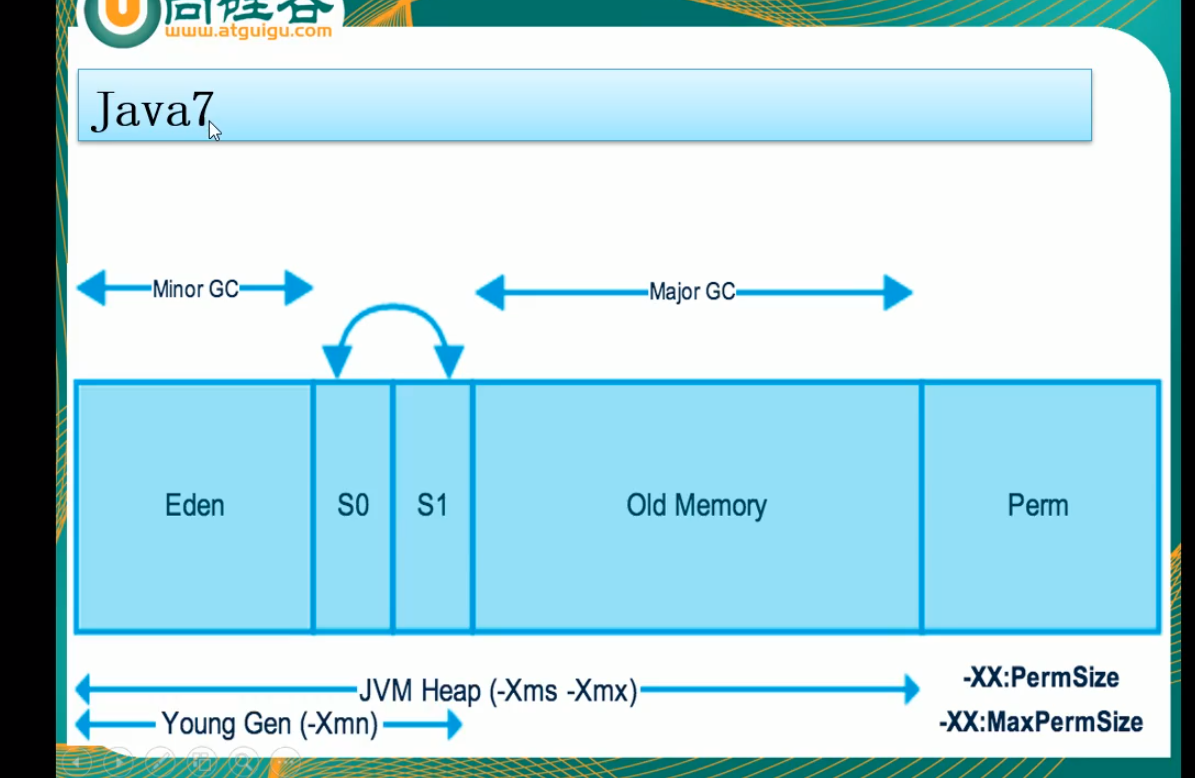 尚硅谷
www.atguigu.com
Java7
Minor GC
Major GC
Eden
S0
S1
Old Memory
Perm
JVM Heap (-Xms -Xmx)
Young Gen (-Xmn)
-XX:PermSize
-XX:MaxPermSize